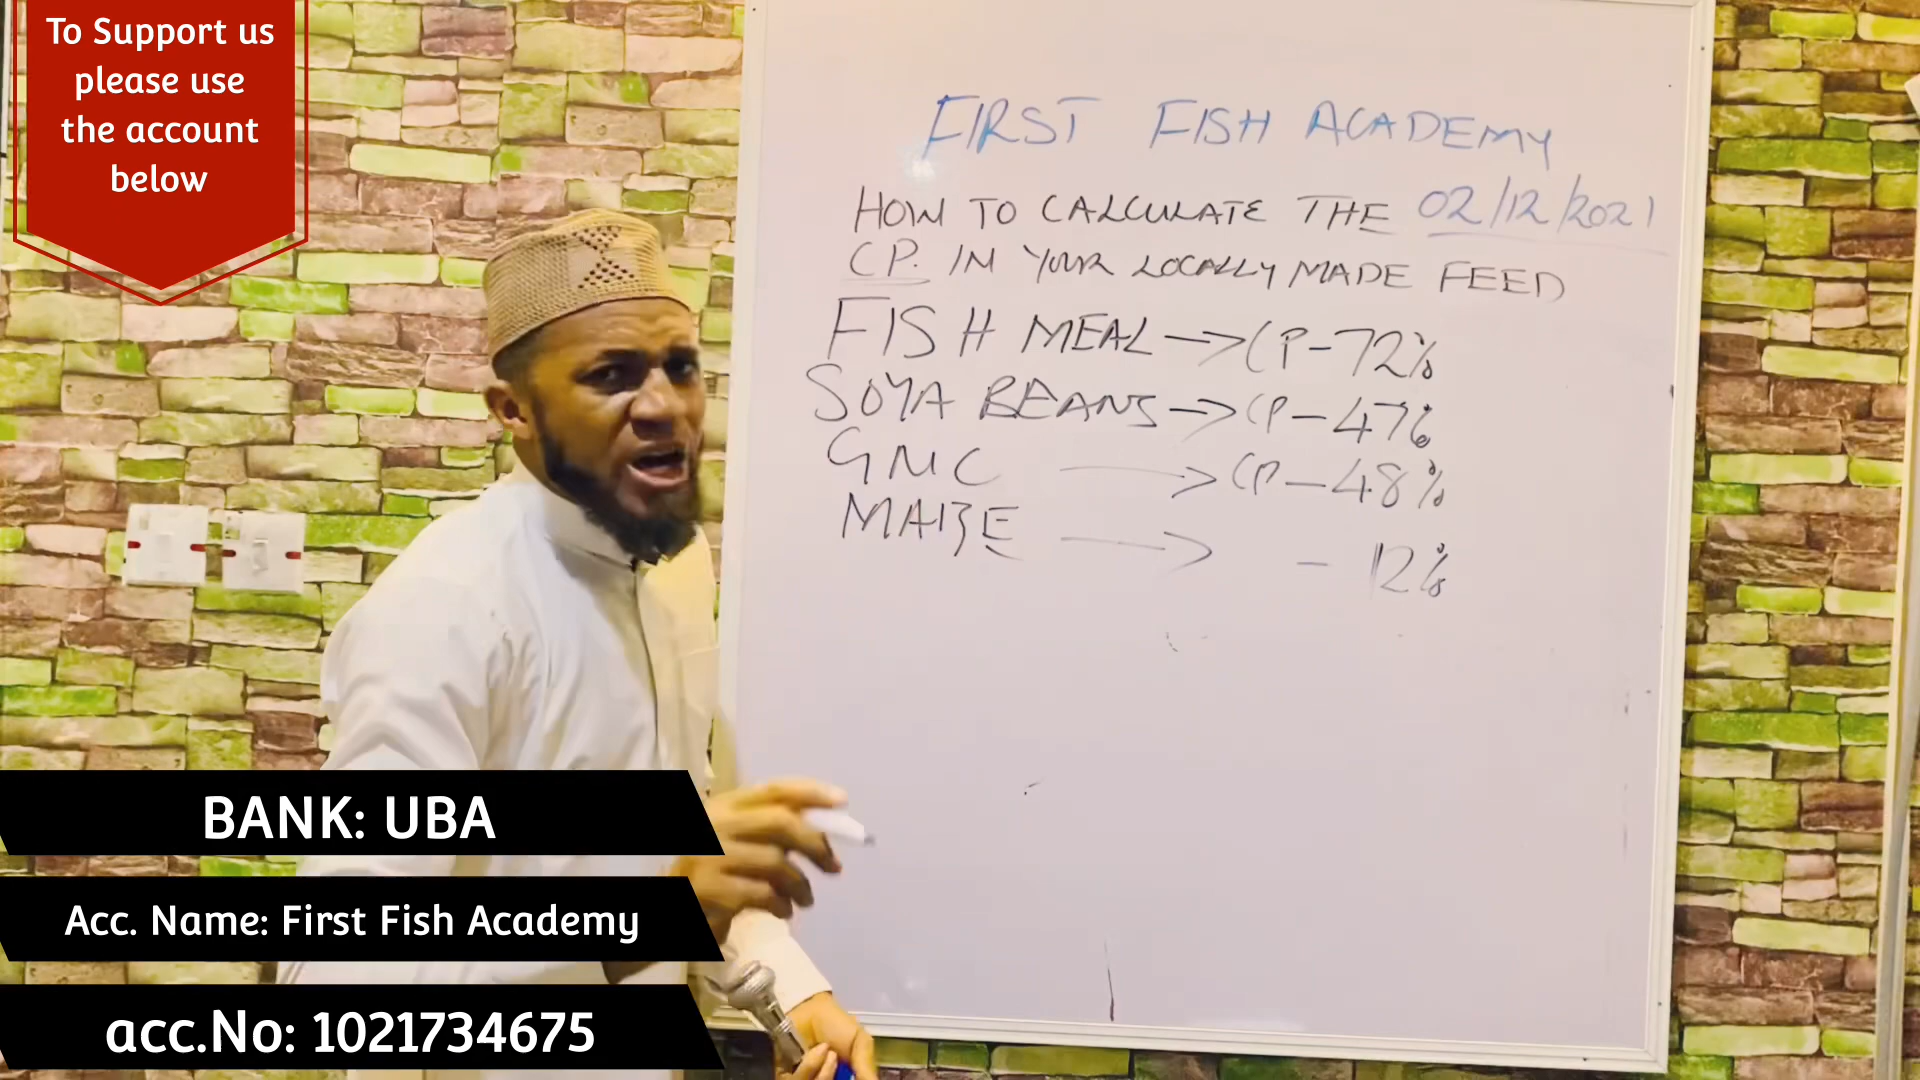 To Support us
please use
the account
below
FIRST FISH ACADEMY
HOW TO CALCULATE THE 02/12/2021
CP. IN YOUR LOCALLY MADE FEED
FISH MEAL → CP-72%
SOYA BEANS → CP-47%
GNC → CP-48%
MAIZE → - 12%
BANK: UBA
Acc. Name: First Fish Academy
acc.No: 1021734675